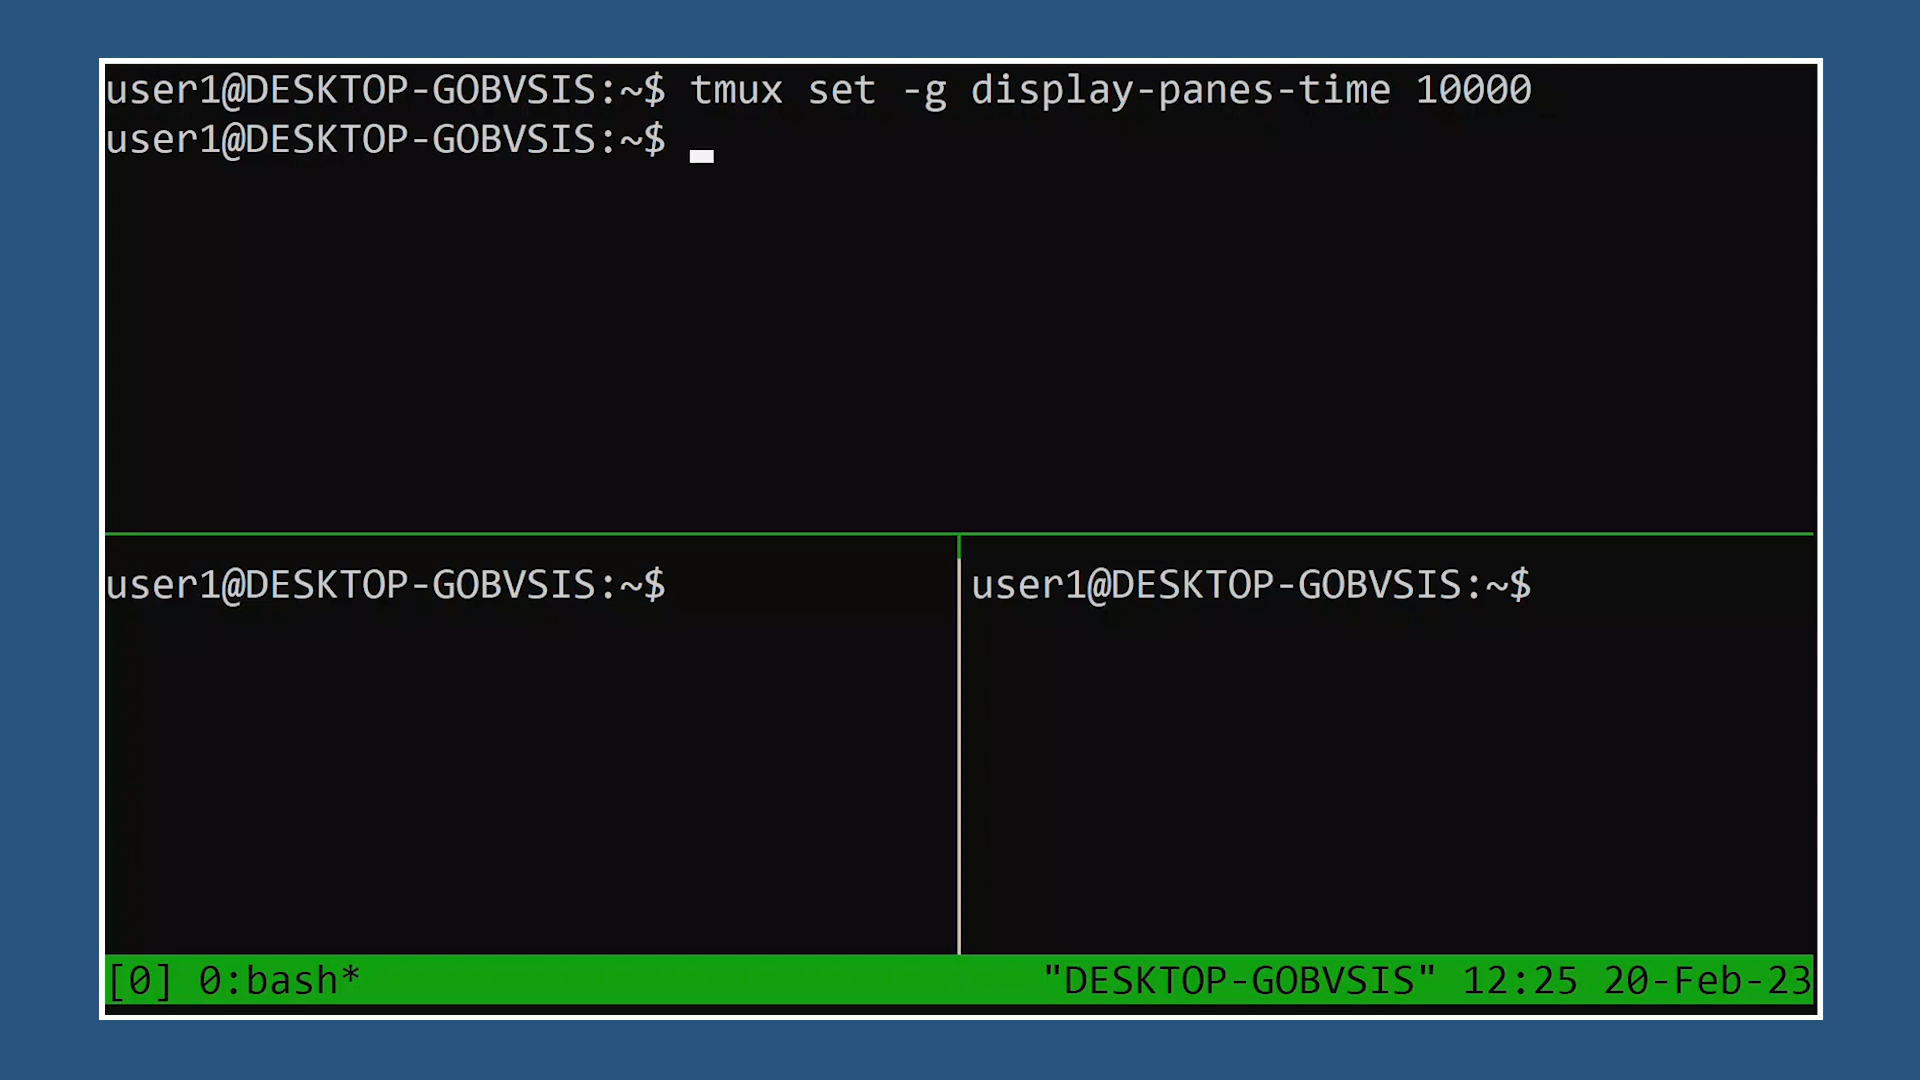 user1@DESKTOP-GOBVSIS:~$ tmux set -g display-panes-time 10000
user1@DESKTOP-GOBVSIS:~$
user1@DESKTOP-GOBVSIS:~$
user1@DESKTOP-GOBVSIS:~$
[0] 0:bash* "DESKTOP-GOBVSIS" 12:25 20-Feb-23